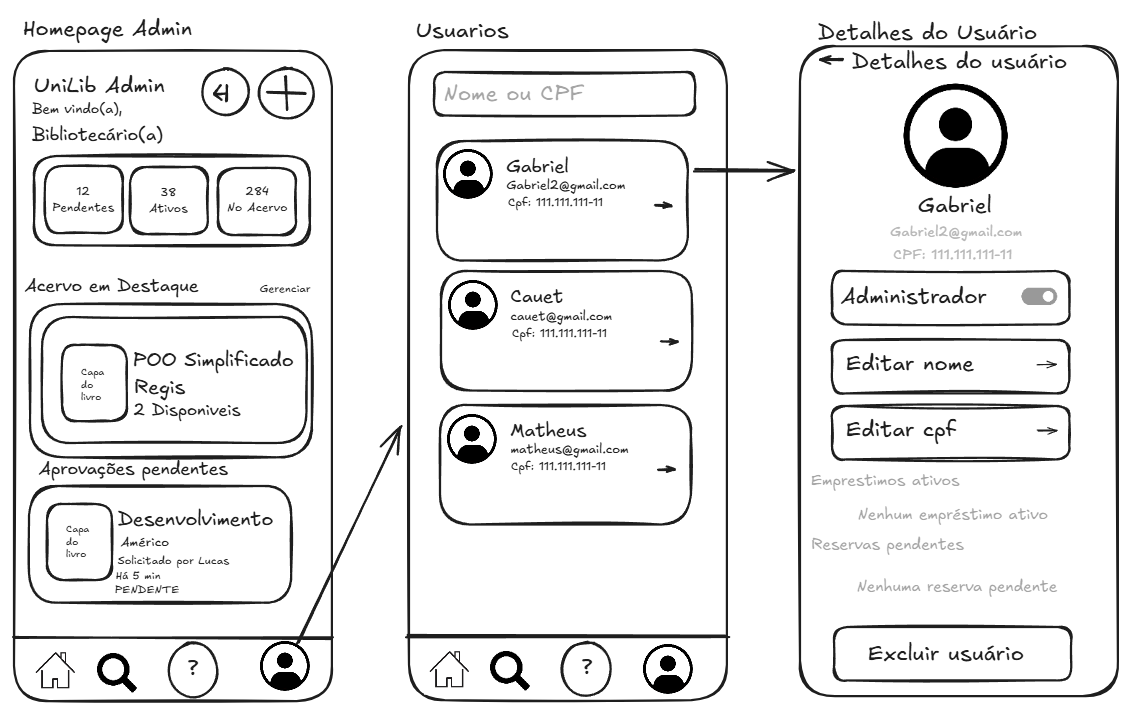 Homepage Admin
UniLib Admin
Bem vindo(a),
Bibliotecário(a)
12
Pendentes
38
Ativos
284
No Acervo
Acervo em Destaque
Gerenciar
Capa
do
livro
POO Simplificado
Regis
2 Disponiveis
Aprovações pendentes
Capa
do
livro
Desenvolvimento
Américo
Solicitado por Lucas
Há 5 min
PENDENTE
?
Usuarios
Nome ou CPF
Gabriel
Gabriel2@gmail.com
Cpf: 111.111.111-11
Cauet
cauet@gmail.com
Cpf: 111.111.111-11
Matheus
matheus@gmail.com
Cpf: 111.111.111-11
?
Detalhes do Usuário
Detalhes do usuário
Gabriel
Gabriel2@gmail.com
CPF: 111.111.111-11
Administrador
Editar nome
Editar cpf
Emprestimos ativos
Nenhum empréstimo ativo
Reservas pendentes
Nenhuma reserva pendente
Excluir usuário